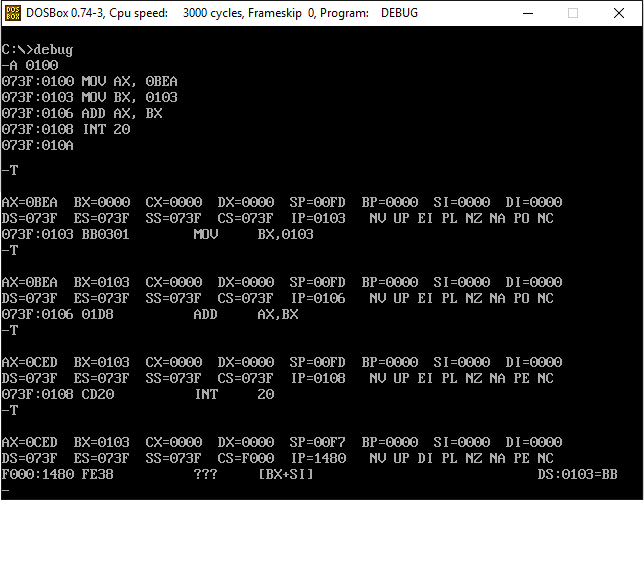 DOSBox 0.74-3, Cpu speed:    3000 cycles, Frameskip  0, Program:    DEBUG
C:\>debug
-A 0100
073F:0100 MOV AX, 0BEA
073F:0103 MOV BX, 0103
073F:0106 ADD AX, BX
073F:0108 INT 20
073F:010A
-T
AX=0BEA  BX=0000  CX=0000  DX=0000  SP=00FD  BP=0000  SI=0000  DI=0000
DS=073F  ES=073F  SS=073F  CS=073F  IP=0103   NV UP EI PL NZ NA PO NC
073F:0103 BB0301        MOV     BX,0103
-T
AX=0BEA  BX=0103  CX=0000  DX=0000  SP=00FD  BP=0000  SI=0000  DI=0000
DS=073F  ES=073F  SS=073F  CS=073F  IP=0106   NV UP EI PL NZ NA PO NC
073F:0106 01D8          ADD     AX,BX
-T
AX=0CED  BX=0103  CX=0000  DX=0000  SP=00FD  BP=0000  SI=0000  DI=0000
DS=073F  ES=073F  SS=073F  CS=073F  IP=0108   NV UP EI PL NZ NA PE NC
073F:0108 CD20          INT     20
-T
AX=0CED  BX=0103  CX=0000  DX=0000  SP=00F7  BP=0000  SI=0000  DI=0000
DS=073F  ES=073F  SS=073F  CS=F000  IP=1480   NV UP DI PL NZ NA PE NC
F000:1480 FE38          ???     [BX+SI]                            DS:0103=BB
-